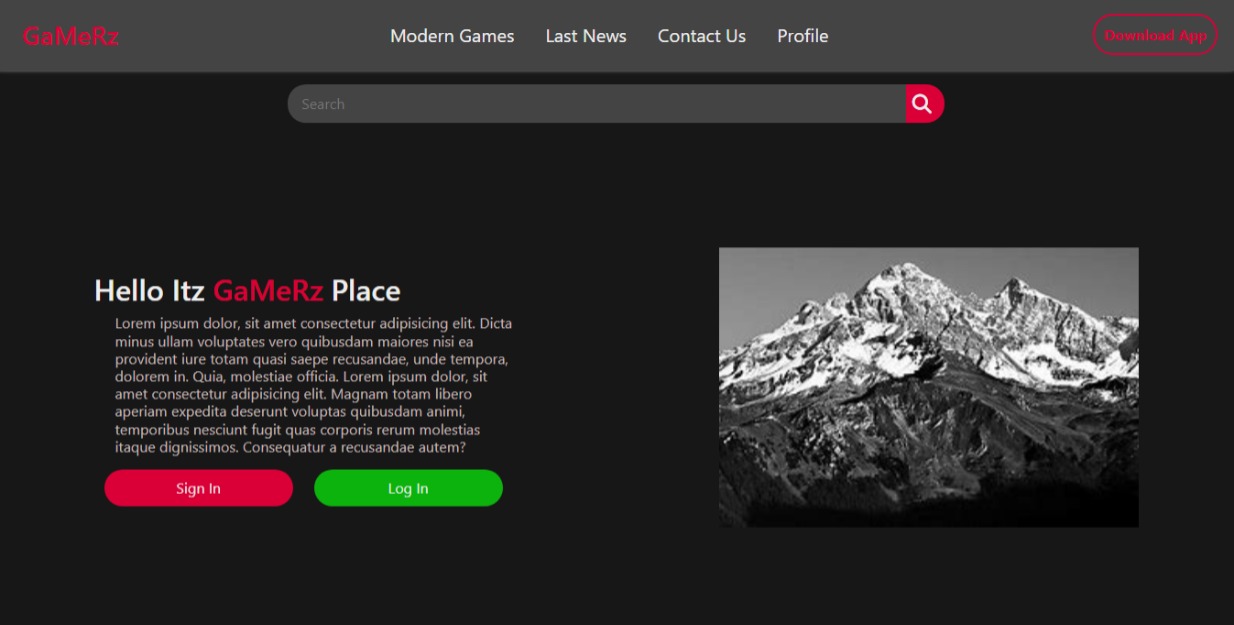 GaMeRz
Modern Games
Last News
Contact Us
Profile
Download App
Search
Hello Itz GaMeRz Place
Lorem ipsum dolor, sit amet consectetur adipisicing elit. Dicta
minus ullam voluptates vero quibusdam maiores nisi ea
provident iure totam quasi saepe recusandae, unde tempora,
dolorem in. Quia, molestiae officia. Lorem ipsum dolor, sit
amet consectetur adipisicing elit. Magnam totam libero
aperiam expedita deserunt voluptas quibusdam animi,
temporibus nesciunt fugit quas corporis rerum molestias
itaque dignissimos. Consequatur a recusandae autem?
Sign In
Log In